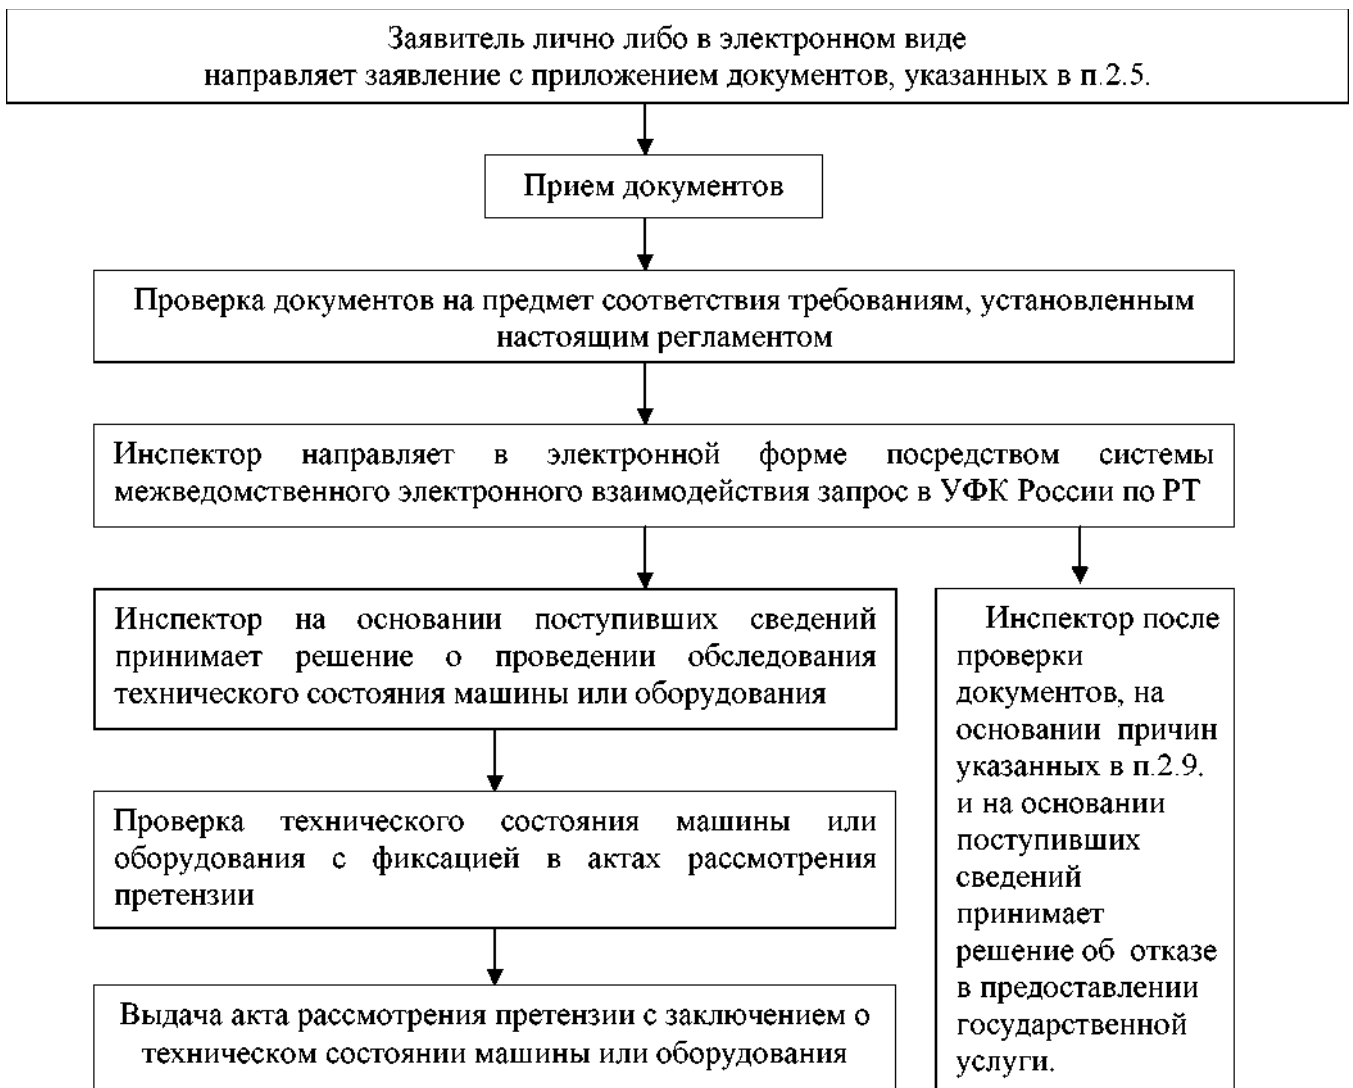 Заявитель лично либо в электронном виде
направляет заявление с приложением документов, указанных в п.2.5.
Прием документов
Проверка документов на предмет соответствия требованиям, установленным
настоящим регламентом
Инспектор направляет в электронной форме посредством системы
межведомственного электронного взаимодействия запрос в УФК России по РТ
Инспектор на основании поступивших сведений
принимает решение о проведении обследования
технического состояния машины или оборудования
Проверка технического состояния машины или
оборудования с фиксацией в актах рассмотрения
претензии
Выдача акта рассмотрения претензии с заключением о
техническом состоянии машины или оборудования
Инспектор после
проверки
документов, на
основании причин
указанных в п.2.9.
и на основании
поступивших
сведений
принимает
решение об отказе
в предоставлении
государственной
услуги.